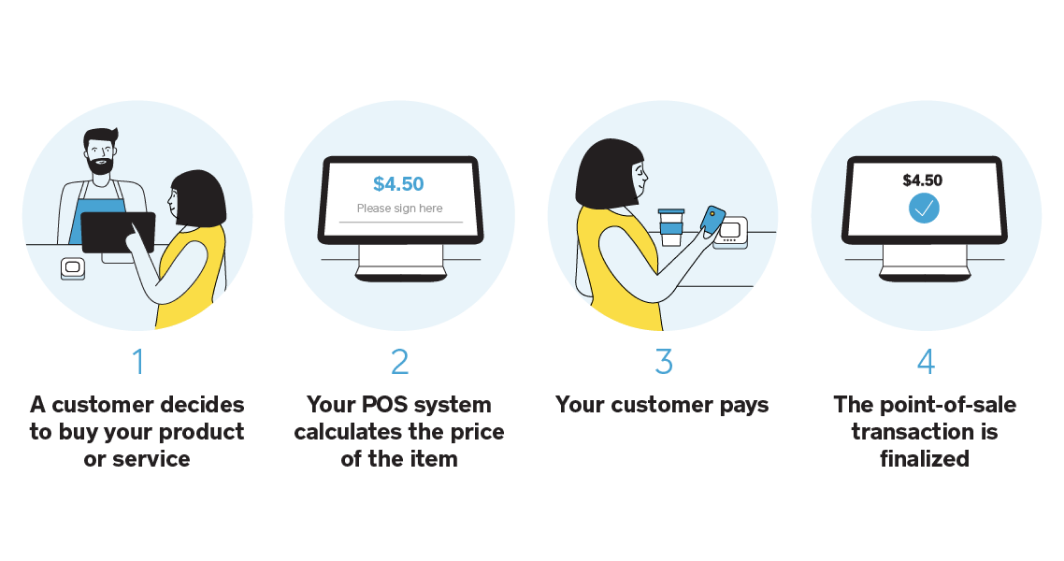 $4.50
Please sign here
$4.50
1
A customer decides
to buy your product
or service
2
Your POS system
calculates the price
of the item
3
Your customer pays
4
The point-of-sale
transaction is
finalized